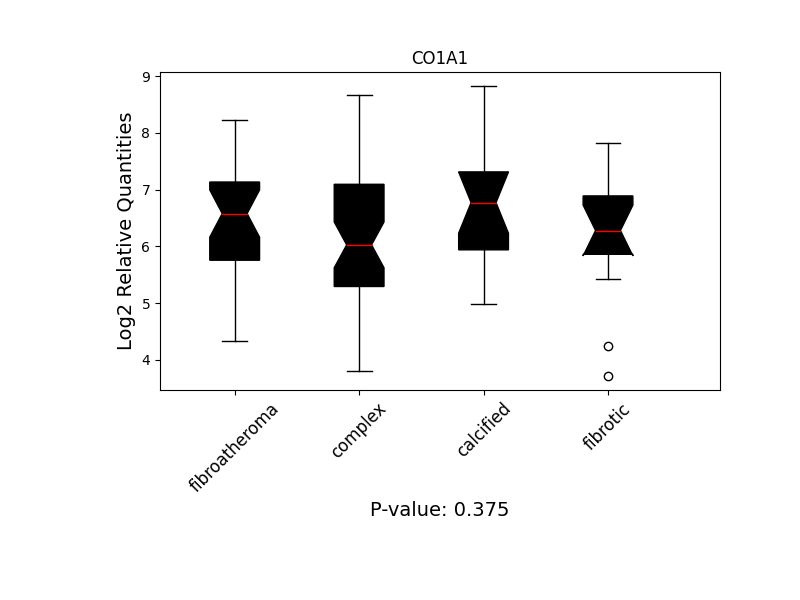 CO1A1
Log2 Relative Quantities
9
8
7
6
5
4
fibroatheroma
complex
calcified
fibrotic
P-value: 0.375